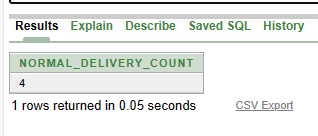 Results Explain Describe Saved SQL History
NORMAL_DELIVERY_COUNT
4
1 rows returned in 0.05 seconds CSV Export